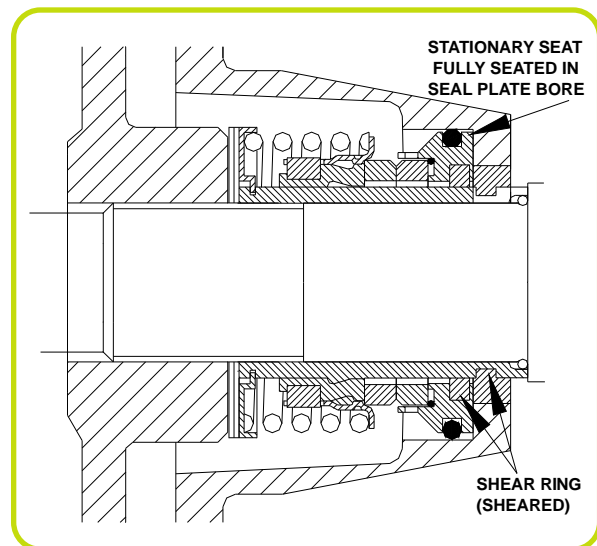 STATIONARY SEAT
FULLY SEATED IN
SEAL PLATE BORE
SHEAR RING
(SHEARED)